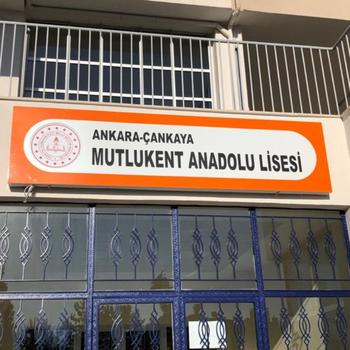 ANKARA-ÇANKAYA
MUTLUKENT ANADOLU LİSESİ